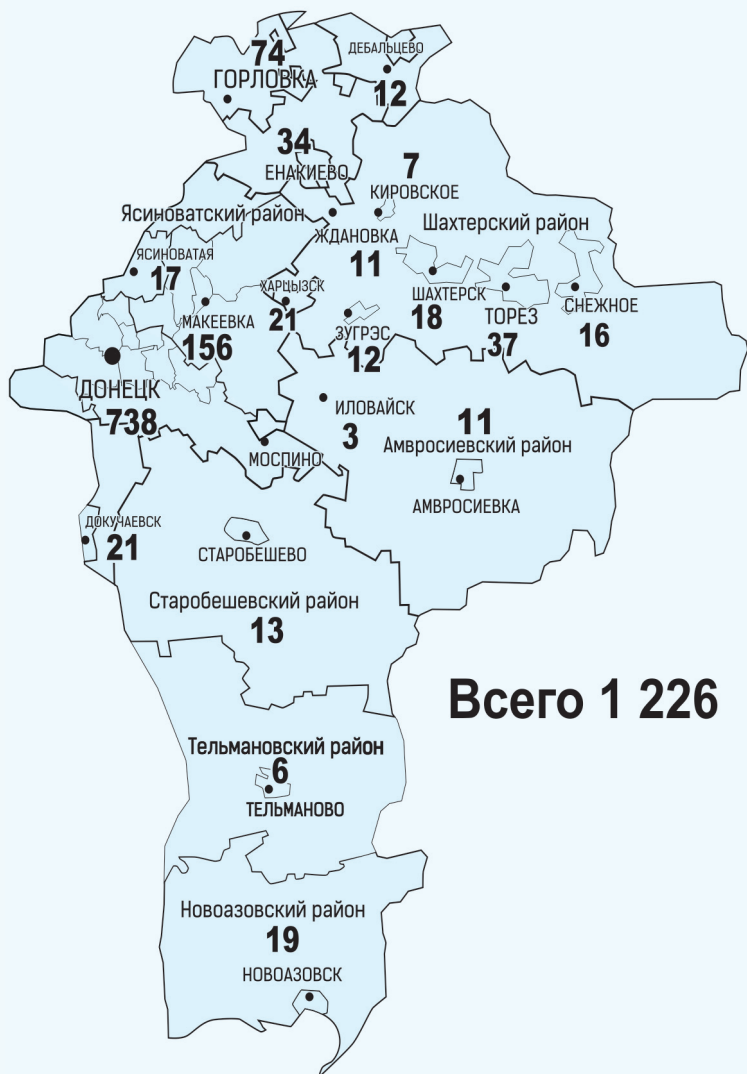 74
ГОРЛОВКА
ДЕБАЛЬЦЕВО
12
34
ЕНАКИЕВО
7
КИРОВСКОЕ
Ясиноватский район
ЖДАНОВКА
11
Шахтерский район
ЯСИНОВАТАЯ
17
МАКЕЕВКА
156
ХАРЦЫЗСК
21
ЗУГРЭС
12
ШАХТЕРСК
18
ТОРЕЗ
37
СНЕЖНОЕ
16
ДОНЕЦК
738
ИЛОВАЙСК
3
11
Амвросиевский район
АМВРОСИЕВКА
МОСПИНО
ДОКУЧАЕВСК
21
СТАРОБЕШЕВО
Старобешевский район
13
Всего 1 226
Тельмановский район
6
ТЕЛЬМАНОВО
Новоазовский район
19
НОВОАЗОВСК